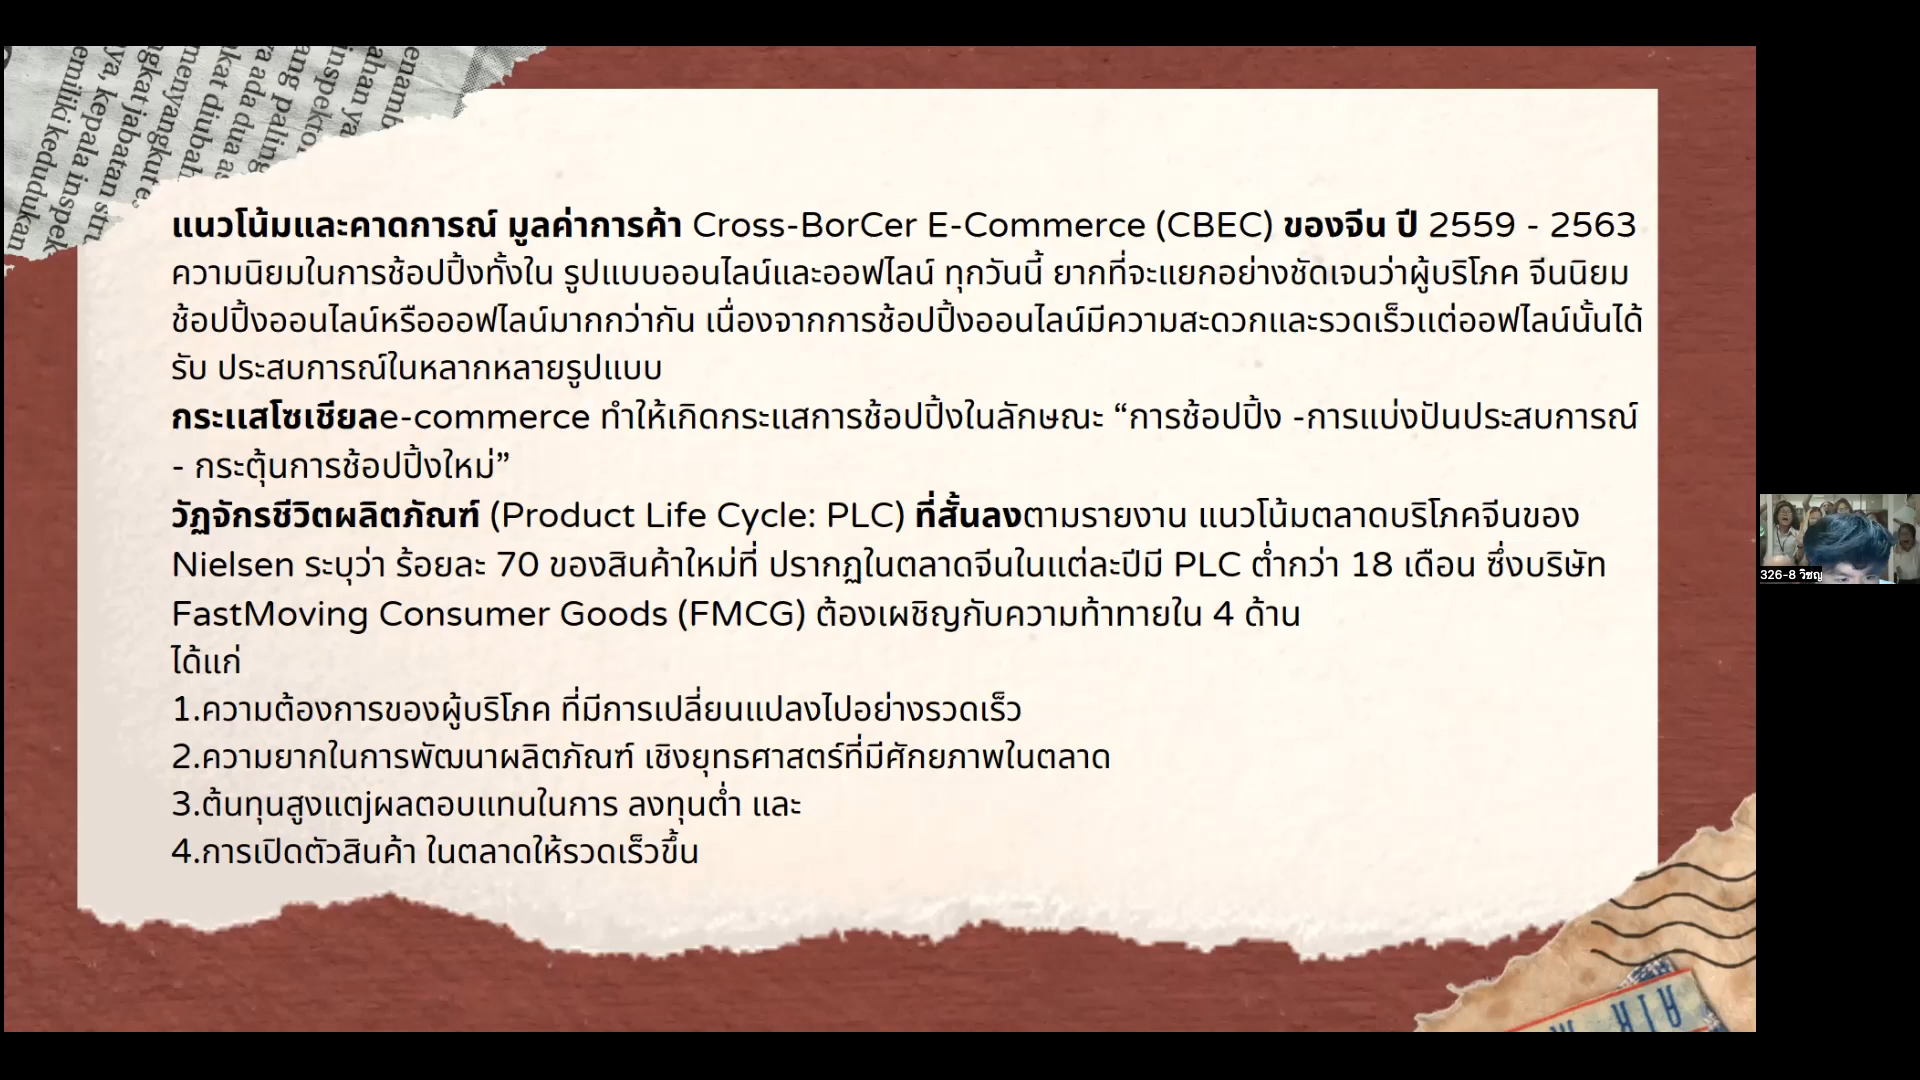 enamb
ahan ya
inspekto
ang paling
ya ada dua a
kat diubah
menyangkut
ngkat jabatan str
ya, kepala inspek
emiliki kedudukan
แนวโน้มและคาดการณ์ มูลค่าการค้า Cross-BorCer E-Commerce (CBEC) ของจีน ปี 2559 - 2563
ความนิยมในการช้อปปิ้งทั้งใน รูปแบบออนไลน์และออฟไลน์ ทุกวันนี้ ยากที่จะแยกอย่างชัดเจนว่าผู้บริโภค จีนนิยม
ช้อปปิ้งออนไลน์หรือออฟไลน์มากกว่ากัน เนื่องจากการช้อปปิ้งออนไลน์มีความสะดวกและรวดเร็วแต่ออฟไลน์นั้นได้
รับ ประสบการณ์ในหลากหลายรูปแบบ
กระแสโซเชียลe-commerce ทำให้เกิดกระแสการช้อปปิ้งในลักษณะ “การช้อปปิ้ง -การแบ่งปันประสบการณ์
- กระตุ้นการช้อปปิ้งใหม่”
วัฏจักรชีวิตผลิตภัณฑ์ (Product Life Cycle: PLC) ที่สั้นลงตามรายงาน แนวโน้มตลาดบริโภคจีนของ
Nielsen ระบุว่า ร้อยละ 70 ของสินค้าใหม่ที่ ปรากฏในตลาดจีนในแต่ละปีมี PLC ต่ำกว่า 18 เดือน ซึ่งบริษัท
FastMoving Consumer Goods (FMCG) ต้องเผชิญกับความท้าทายใน 4 ด้าน
ได้แก่
1.ความต้องการของผู้บริโภค ที่มีการเปลี่ยนแปลงไปอย่างรวดเร็ว
2.ความยากในการพัฒนาผลิตภัณฑ์ เชิงยุทธศาสตร์ที่มีศักยภาพในตลาด
3.ต้นทุนสูงแตjผลตอบแทนในการ ลงทุนต่ำ และ
4.การเปิดตัวสินค้า ในตลาดให้รวดเร็วขึ้น
326-8 วิชญ